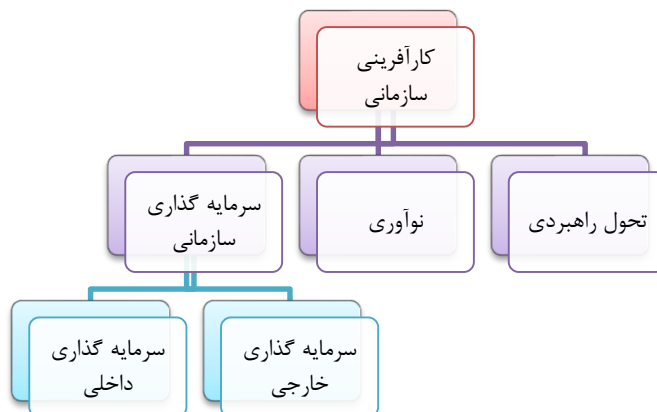 کارآفرینی
سازمانی
تحول راهبردی
نوآوری
سرمایه گذاری
سازمانی
سرمایه گذاری
خارجی
سرمایه گذاری
داخلی